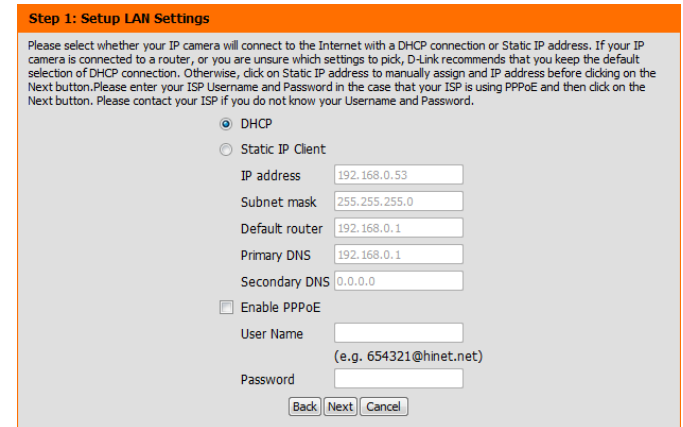 Step 1: Setup LAN Settings
Please select whether your IP camera will connect to the Internet with a DHCP connection or Static IP address. If your IP
camera is connected to a router, or you are unsure which settings to pick, D-Link recommends that you keep the default
selection of DHCP connection. Otherwise, click on Static IP address to manually assign and IP address before clicking on the
Next button.Please enter your ISP Username and Password in the case that your ISP is using PPPoE and then click on the
Next button. Please contact your ISP if you do not know your Username and Password.
DHCP
Static IP Client
IP address 192.168.0.53
Subnet mask 255.255.255.0
Default router 192.168.0.1
Primary DNS 192.168.0.1
Secondary DNS 0.0.0.0
Enable PPPoE
User Name
(e.g. 654321@hinet.net)
Password
Back Next Cancel